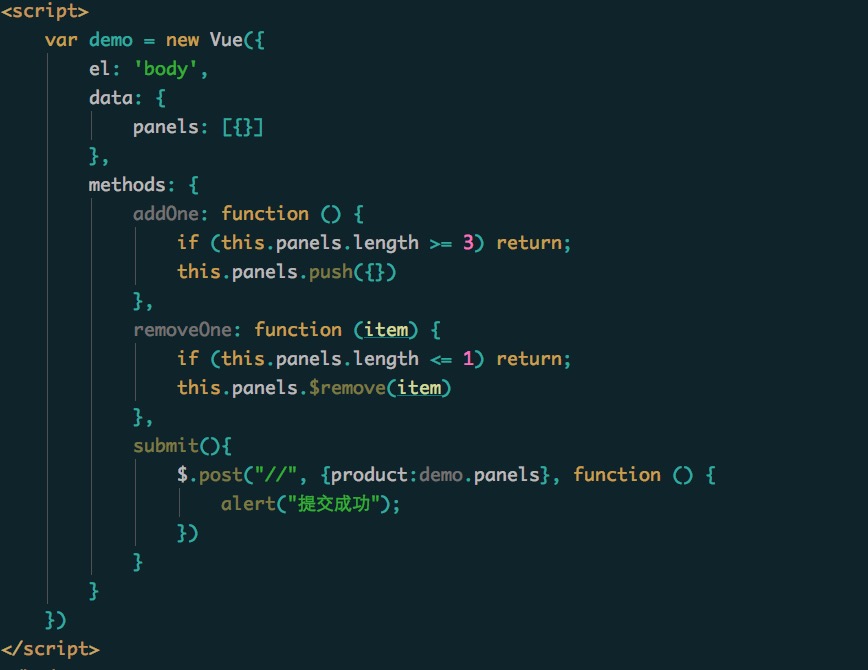 <script>
var demo = new Vue({
el: 'body',
data: {
panels: [{}]
},
methods: {
addOne: function () {
if (this.panels.length >= 3) return;
this.panels.push({})
},
removeOne: function (item) {
if (this.panels.length <= 1) return;
this.panels.$remove(item)
},
submit(){
$.post("//", {product:demo.panels}, function () {
alert("提交成功");
})
}
}
})
</script>